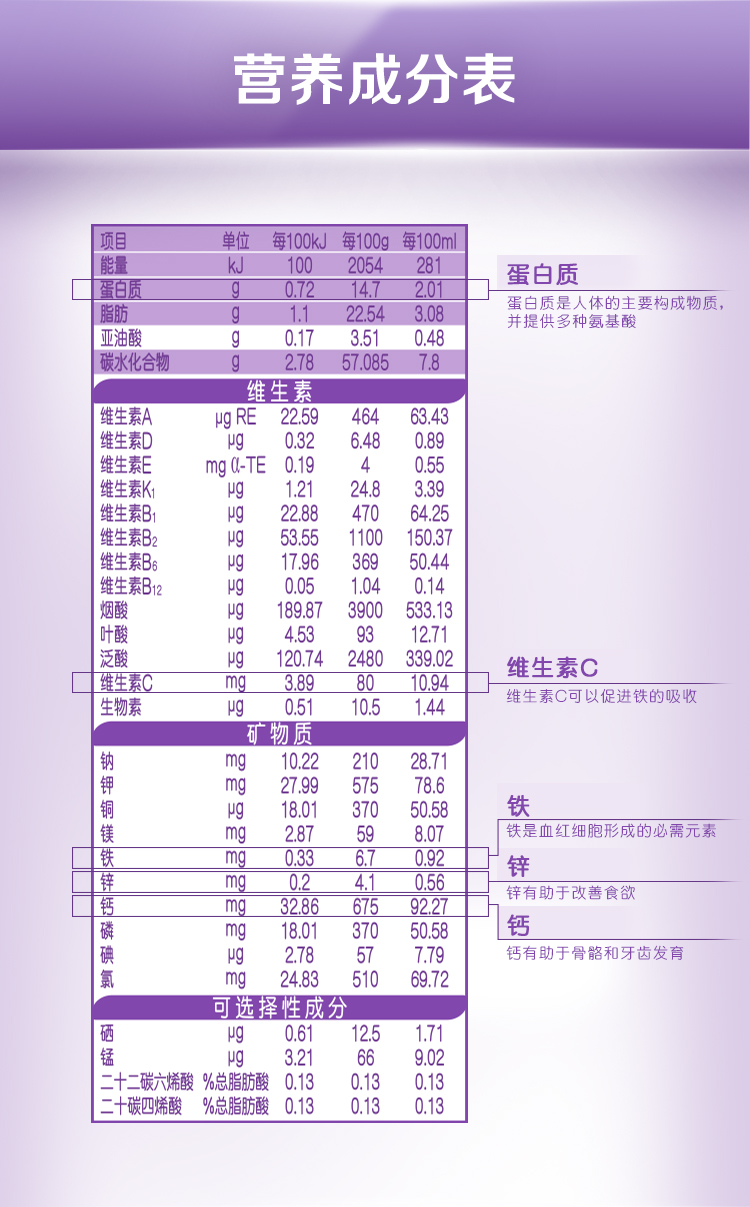 营养成分表
项目 单位 每100kJ 每100g 每100ml
能量 kJ 100 2054 281
蛋白质 g 0.72 14.7 2.01
脂肪 g 1.1 22.54 3.08
亚油酸 g 0.17 3.51 0.48
碳水化合物 g 2.78 57.085 7.8
维生素
维生素A μg RE 22.59 464 63.43
维生素D μg 0.32 6.48 0.89
维生素E mg α-TE 0.19 4 0.55
维生素K₁ μg 1.21 24.8 3.39
维生素B₁ μg 22.88 470 64.25
维生素B₂ μg 53.55 1100 150.37
维生素B₆ μg 17.96 369 50.44
维生素B₁₂ μg 0.05 1.04 0.14
烟酸 μg 189.87 3900 533.13
叶酸 μg 4.53 93 12.71
泛酸 μg 120.74 2480 339.02
维生素C mg 3.89 80 10.94
生物素 μg 0.51 10.5 1.44
矿物质
钠 mg 10.22 210 28.71
钾 mg 27.99 575 78.6
铜 μg 18.01 370 50.58
镁 mg 2.87 59 8.07
铁 mg 0.33 6.7 0.92
锌 mg 0.2 4.1 0.56
钙 mg 32.86 675 92.27
磷 mg 18.01 370 50.58
碘 μg 2.78 57 7.79
氯 mg 24.83 510 69.72
可选择性成分
硒 μg 0.61 12.5 1.71
锰 μg 3.21 66 9.02
二十二碳六烯酸 %总脂肪酸 0.13 0.13 0.13
二十碳四烯酸 %总脂肪酸 0.13 0.13 0.13
蛋白质
蛋白质是人体的主要构成物质，
并提供多种氨基酸
维生素C
维生素C可以促进铁的吸收
铁
铁是血红细胞形成的必需元素
锌
锌有助于改善食欲
钙
钙有助于骨骼和牙齿发育